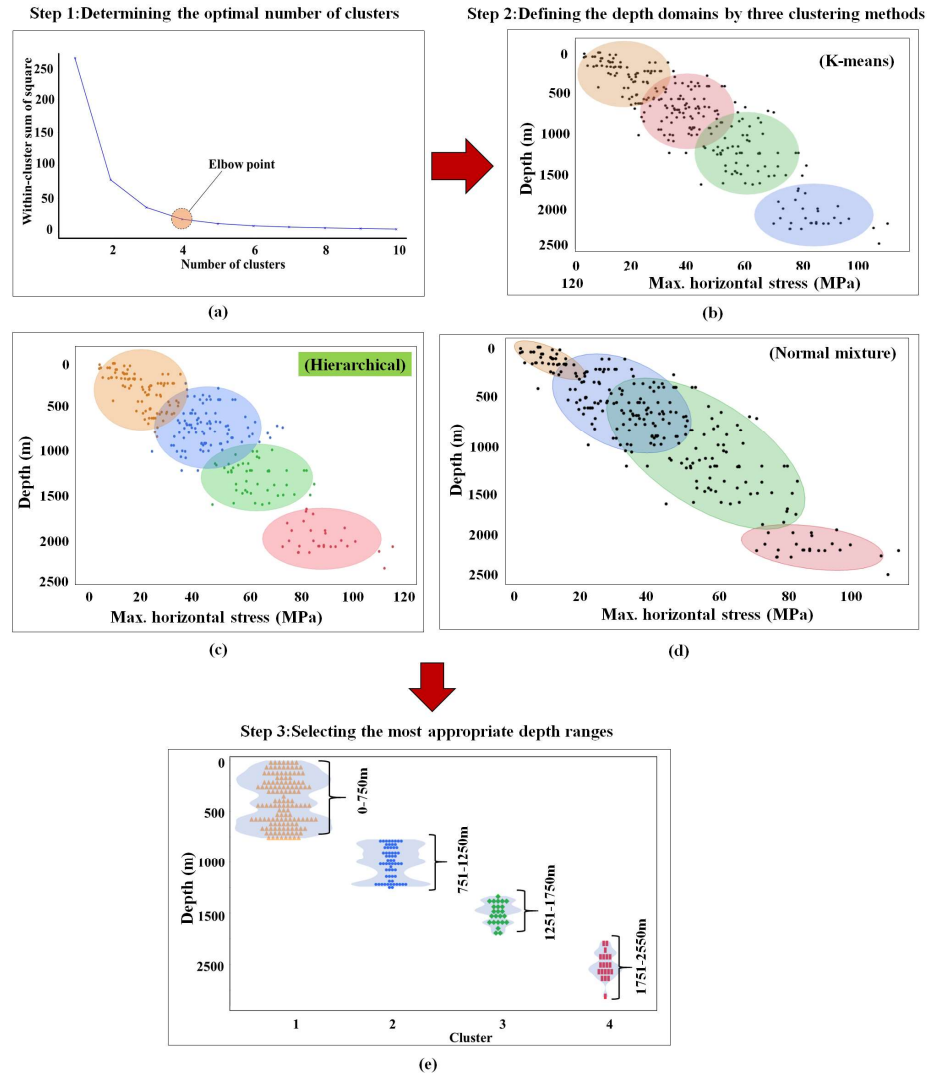 Step 1:Determining the optimal number of clusters
Step 2:Defining the depth domains by three clustering methods
Within-cluster sum of square
250
200
150
100
50
0
Elbow point
2
4
6
8
10
Number of clusters
(a)
(K-means)
Depth (m)
0
500
1000
1500
2000
2500
0
20
40
60
80
100
120
Max. horizontal stress (MPa)
(b)
(Hierarchical)
Depth (m)
0
500
1000
1500
2000
2500
0
20
40
60
80
100
120
Max. horizontal stress (MPa)
(c)
(Normal mixture)
Depth (m)
0
500
1000
1500
2000
2500
0
20
40
60
80
100
Max. horizontal stress (MPa)
(d)
Step 3:Selecting the most appropriate depth ranges
Depth (m)
0
500
1000
1500
2500
0-750m
751-1250m
1251-1750m
1751-2550m
1
2
3
4
Cluster
(e)